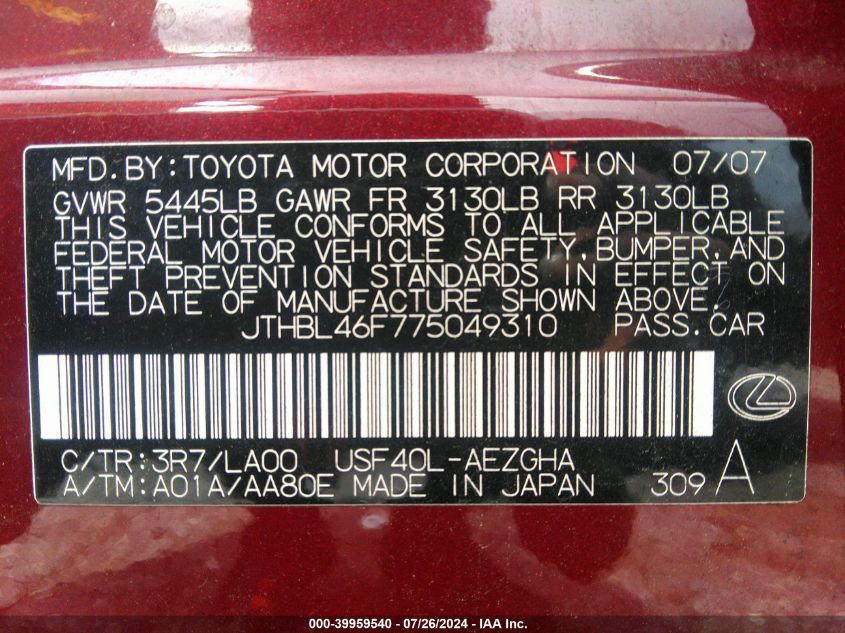 MFD.BY:TOYOTA MOTOR CORPORATION 07/07
GVWR 5445LB GAWR FR 3130LB RR 3130LB
THIS VEHICLE CONFORMS TO ALL APPLICABLE
FEDERAL MOTOR VEHICLE SAFETY,BUMPER,AND
THEFT PREVENTION STANDARDS IN EFFECT ON
THE DATE OF MANUFACTURE SHOWN ABOVE.
JTHBL46F775049310 PASS.CAR
C/TR:3R7/LA00 USF40L-AEZGHA
A/TM:A01A/AA80E MADE IN JAPAN 309 A
000-39959540 - 07/26/2024 - IAA Inc.